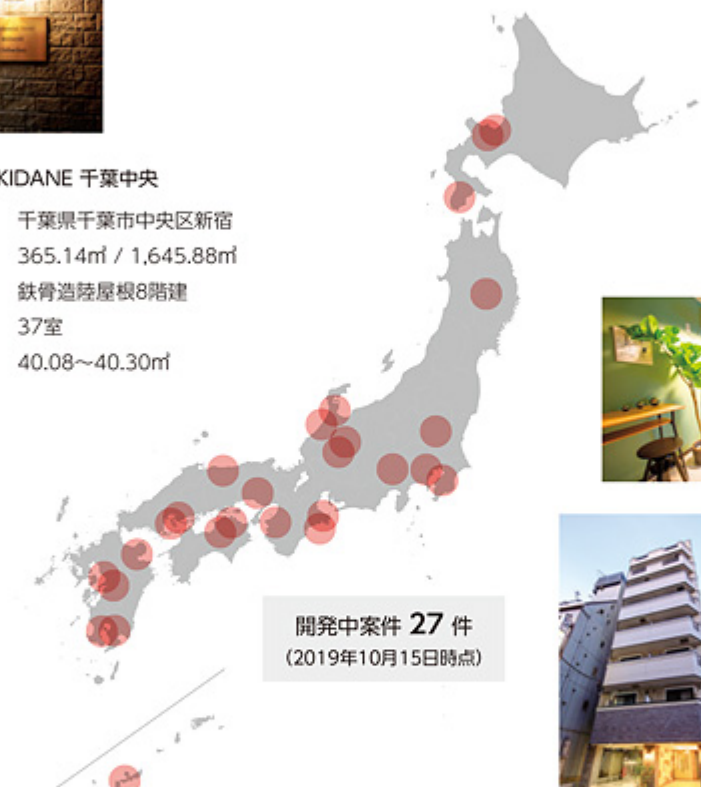 KIDANE 千葉中央
千葉県千葉市中央区新宿
365.14㎡ / 1,645.88㎡
鉄骨造陸屋根8階建
37室
40.08～40.30㎡
開発中案件 27 件
（2019年10月15日時点）